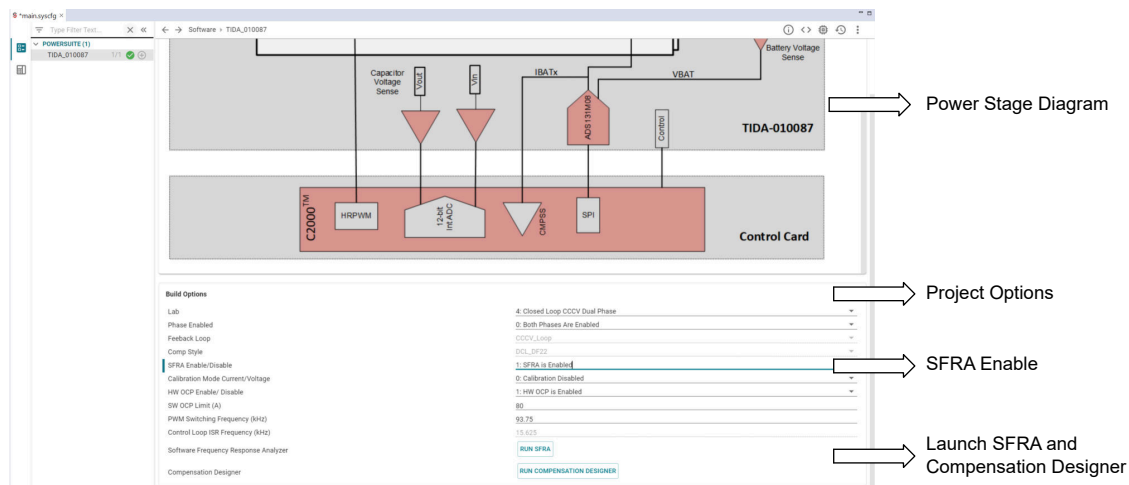 *main.syscfg ×
Type Filter Text...
Software › TIDA_010087
POWERSUITE (1)
TIDA_010087 1/1
Battery Voltage
Sense
Capacitor
Voltage
Sense
Vout
Vin
IBATx
VBAT
ADS131M08
Control
TIDA-010087
Power Stage Diagram
C2000™
HRPWM
12-bit
Int ADC
CMPSS
SPI
Control Card
Build Options
Project Options
Lab 4: Closed Loop CCCV Dual Phase
Phase Enabled 0: Both Phases Are Enabled
Feeback Loop CCCV_Loop
Comp Style DCL_DF22
SFRA Enable/Disable 1: SFRA is Enabled
SFRA Enable
Calibration Mode Current/Voltage 0: Calibration Disabled
HW OCP Enable/ Disable 1: HW OCP is Enabled
SW OCP Limit (A) 80
PWM Switching Frequency (kHz) 93.75
Control Loop ISR Frequency (kHz) 15.625
Software Frequency Response Analyzer RUN SFRA
Launch SFRA and
Compensation Designer
Compensation Designer RUN COMPENSATION DESIGNER